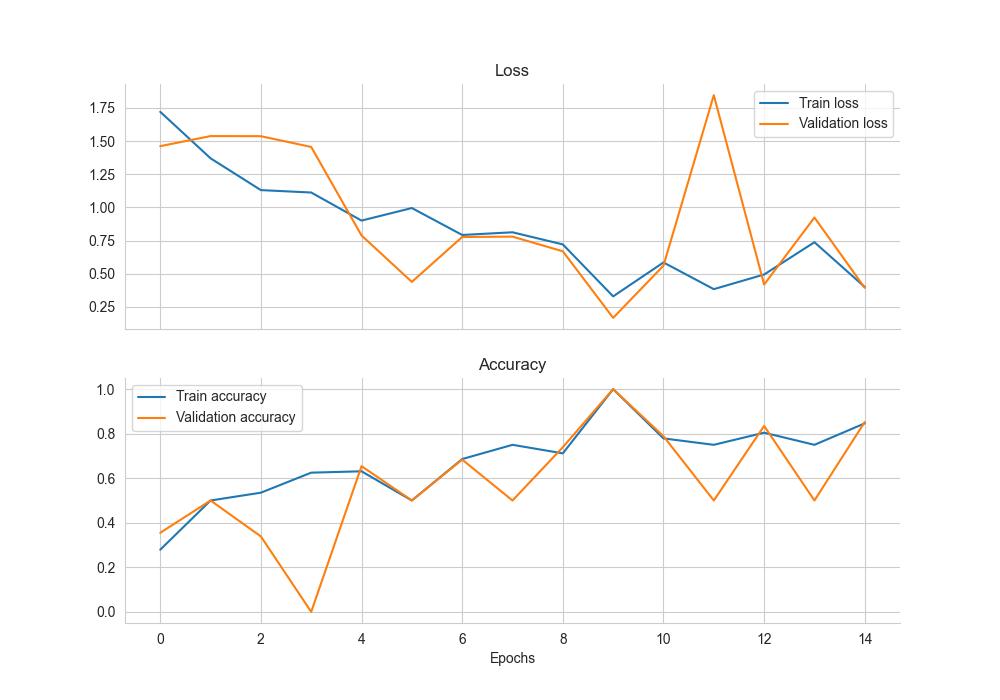 Loss
1.75
1.50
1.25
1.00
0.75
0.50
0.25
Train loss
Validation loss
Accuracy
1.0
0.8
0.6
0.4
0.2
0.0
Train accuracy
Validation accuracy
0 2 4 6 8 10 12 14
Epochs